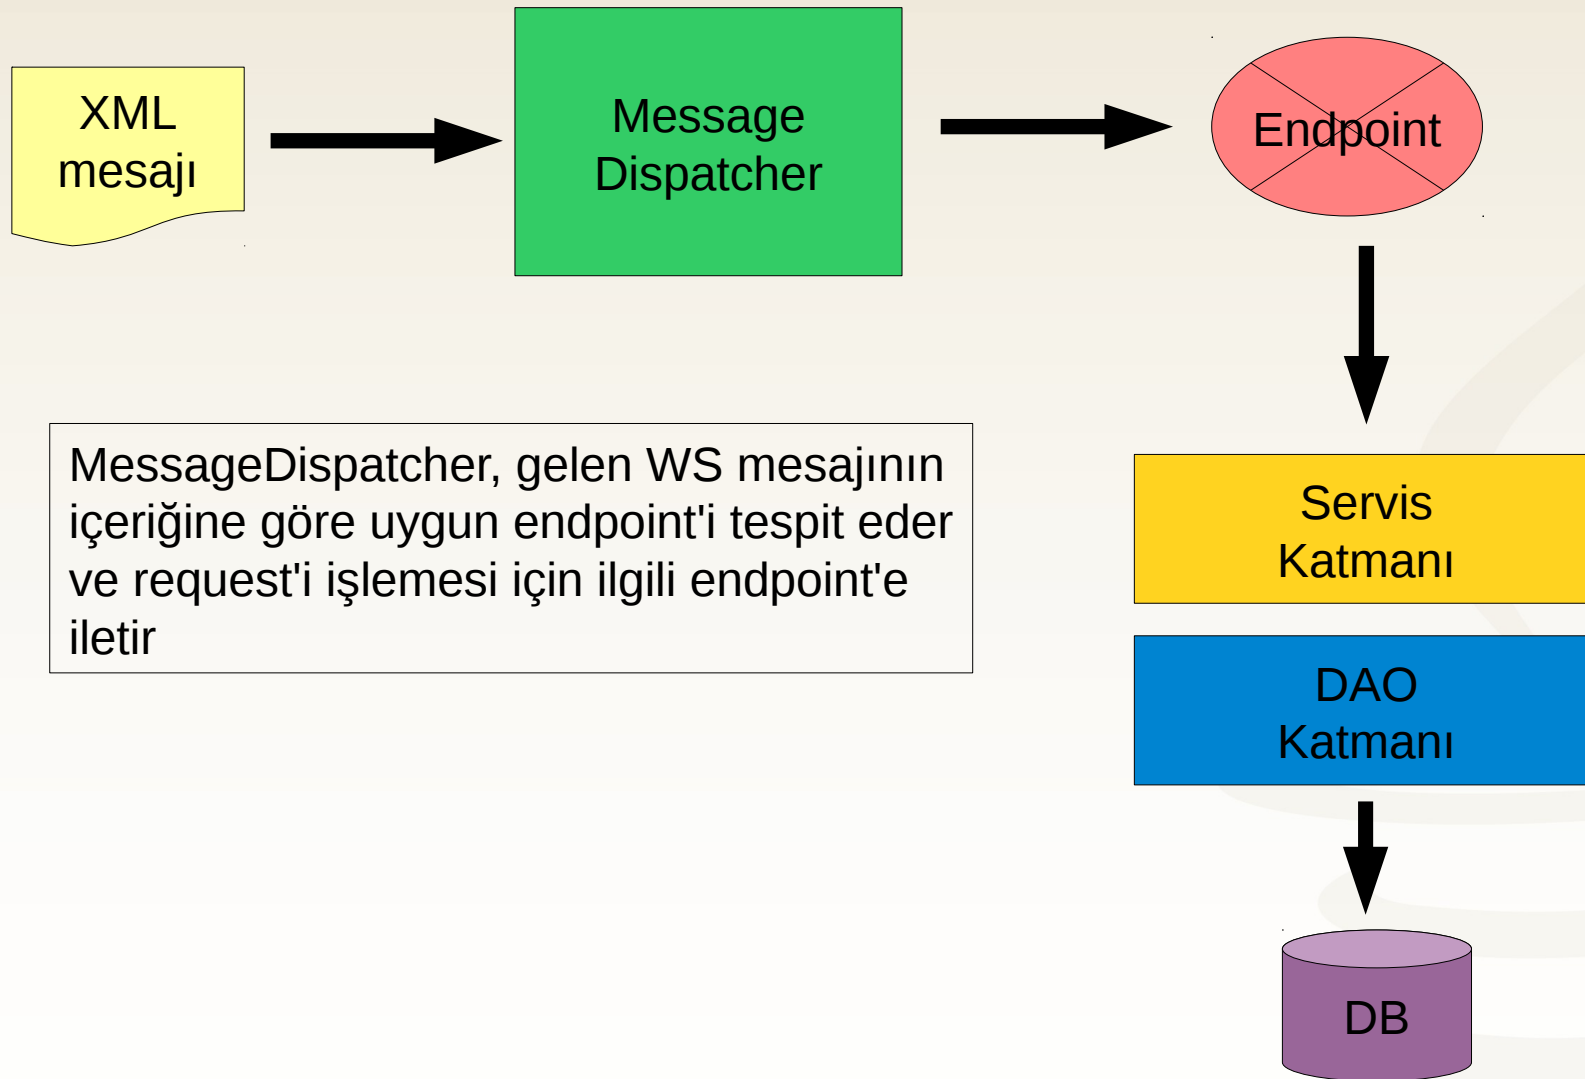 XML
mesajı
Message
Dispatcher
Endpoint
MessageDispatcher, gelen WS mesajının
içeriğine göre uygun endpoint'i tespit eder
ve request'i işlemesi için ilgili endpoint'e
iletir
Servis
Katmanı
DAO
Katmanı
DB